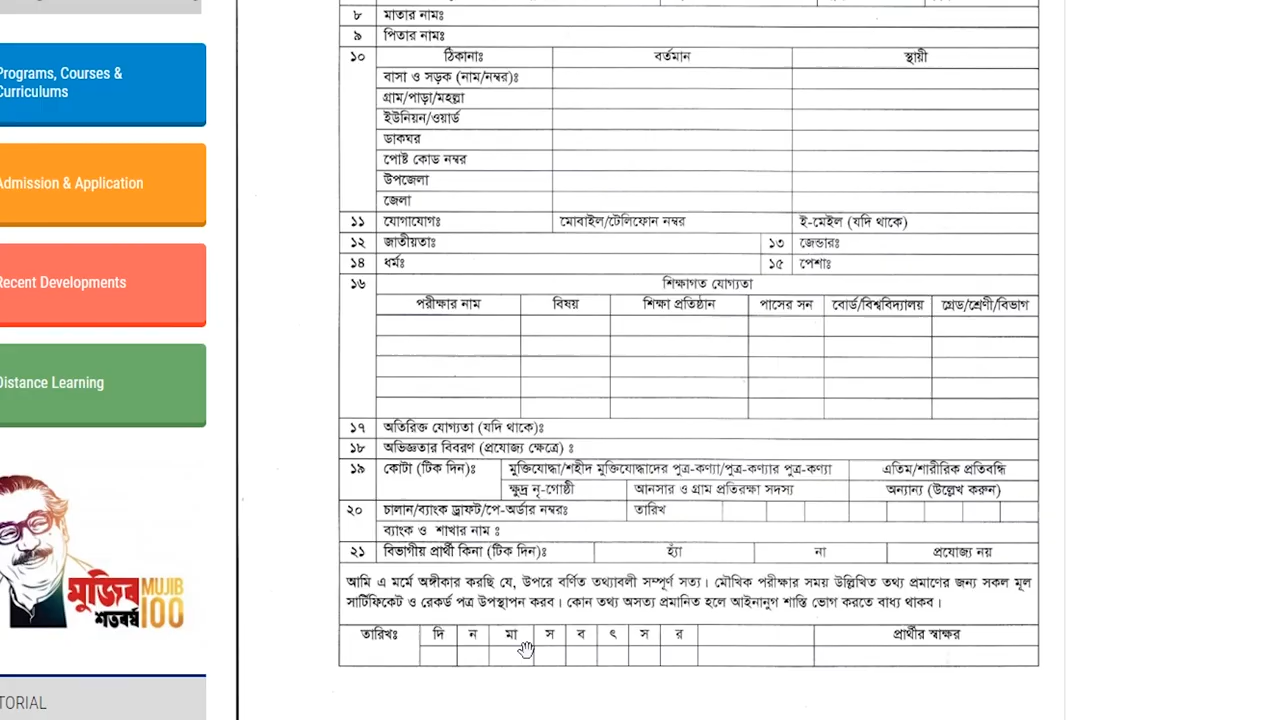 Programs, Courses &
Curriculums
Admission & Application
Recent Developments
Distance Learning
মুজিব MUJIB
শতবর্ষ 100
TORIAL
৮ মাতার নামঃ
৯ পিতার নামঃ
১০ ঠিকানাঃ বর্তমান স্থায়ী
বাসা ও সড়ক (নাম/নম্বর)ঃ
গ্রাম/পাড়া/মহল্লা
ইউনিয়ন/ওয়ার্ড
ডাকঘর
পোষ্ট কোড নম্বর
উপজেলা
জেলা
১১ যোগাযোগঃ মোবাইল/টেলিফোন নম্বর ই-মেইল (যদি থাকে)
১২ জাতীয়তাঃ ১৩ জেন্ডারঃ
১৪ ধর্মঃ ১৫ পেশাঃ
১৬ শিক্ষাগত যোগ্যতা
পরীক্ষার নাম বিষয় শিক্ষা প্রতিষ্ঠান পাসের সন বোর্ড/বিশ্ববিদ্যালয় গ্রেড/শ্রেণী/বিভাগ
১৭ অতিরিক্ত যোগ্যতা (যদি থাকে)ঃ
১৮ অভিজ্ঞতার বিবরণ (প্রযোজ্য ক্ষেত্রে) ঃ
১৯ কোটা (টিক দিন)ঃ মুক্তিযোদ্ধা/শহীদ মুক্তিযোদ্ধাদের পুত্র-কণ্যা/পুত্র-কণ্যার পুত্র-কণ্যা এতিম/শারীরিক প্রতিবন্ধি
ক্ষুদ্র নৃ-গোষ্ঠী আনসার ও গ্রাম প্রতিরক্ষা সদস্য অন্যান্য (উল্লেখ করুন)
২০ চালান/ব্যাংক ড্রাফট/পে-অর্ডার নম্বরঃ তারিখ
ব্যাংক ও শাখার নাম ঃ
২১ বিভাগীয় প্রার্থী কিনা (টিক দিন)ঃ হ্যাঁ না প্রযোজ্য নয়
আমি এ মর্মে অঙ্গীকার করছি যে, উপরে বর্ণিত তথ্যাবলী সম্পূর্ণ সত্য। মৌখিক পরীক্ষার সময় উল্লিখিত তথ্য প্রমাণের জন্য সকল মূল
সার্টিফিকেট ও রেকর্ড পত্র উপস্থাপন করব। কোন তথ্য অসত্য প্রমানিত হলে আইনানুগ শাস্তি ভোগ করতে বাধ্য থাকব।
তারিখঃ দি ন মা স ব ৎ স র প্রার্থীর স্বাক্ষর